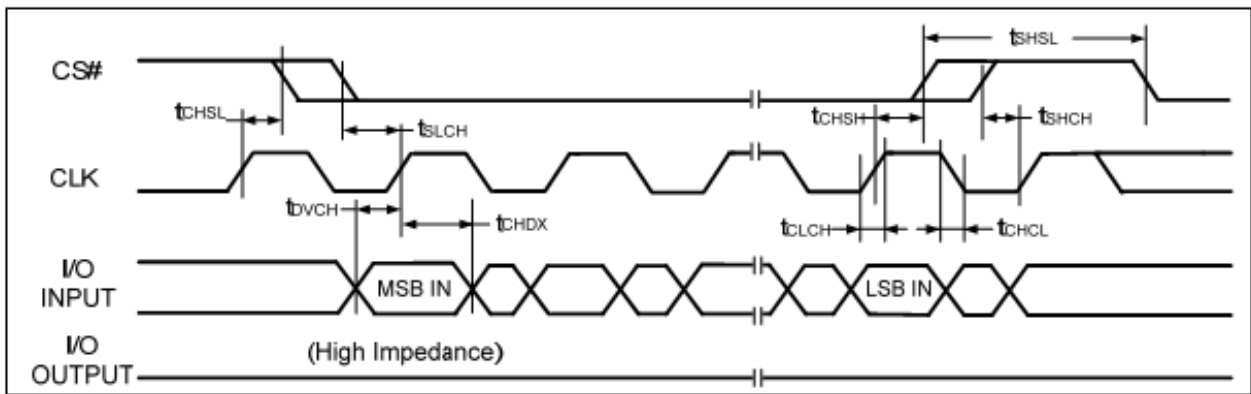 tSHSL
CS#
tCHSL
tSLCH
tCHSH
tSHCH
CLK
tDVCH
tCHDX
tCLCH
tCHCL
I/O
INPUT
MSB IN
LSB IN
I/O
OUTPUT
(High Impedance)